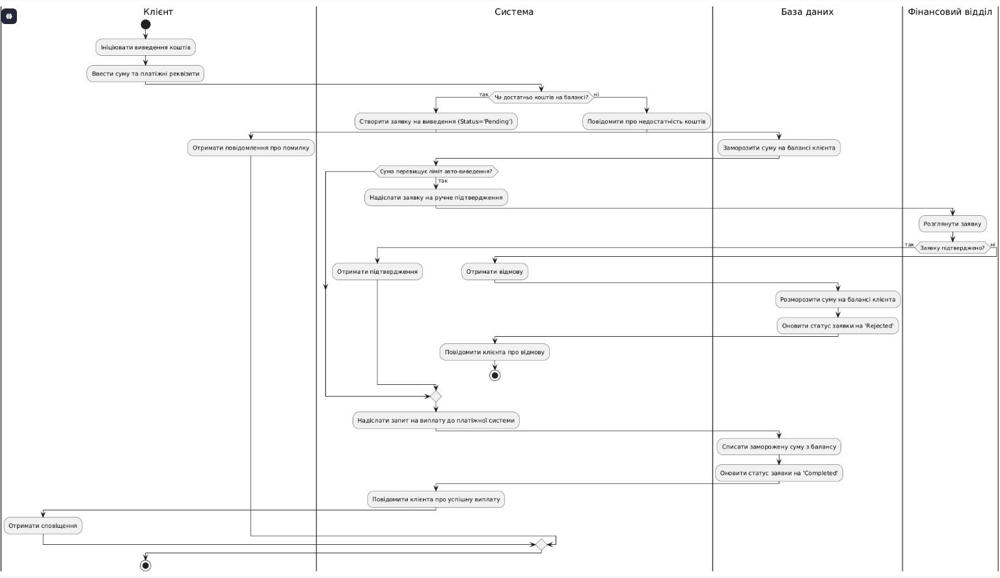 Клієнт
Система
База даних
Фінансовий відділ
Ініціювати виведення коштів
Ввести суму та платіжні реквізити
так
Чи достатньо коштів на балансі?
ні
Створити заявку на виведення (Status='Pending')
Повідомити про недостатність коштів
Отримати повідомлення про помилку
Заморозити суму на балансі клієнта
Сума перевищує ліміт авто-виведення?
так
Надіслати заявку на ручне підтвердження
Розглянути заявку
так
Заявку підтверджено?
ні
Отримати підтвердження
Отримати відмову
Розморозити суму на балансі клієнта
Оновити статус заявки на 'Rejected'
Повідомити клієнта про відмову
Надіслати запит на виплату до платіжної системи
Списати заморожену суму з балансу
Оновити статус заявки на 'Completed'
Повідомити клієнта про успішну виплату
Отримати сповіщення